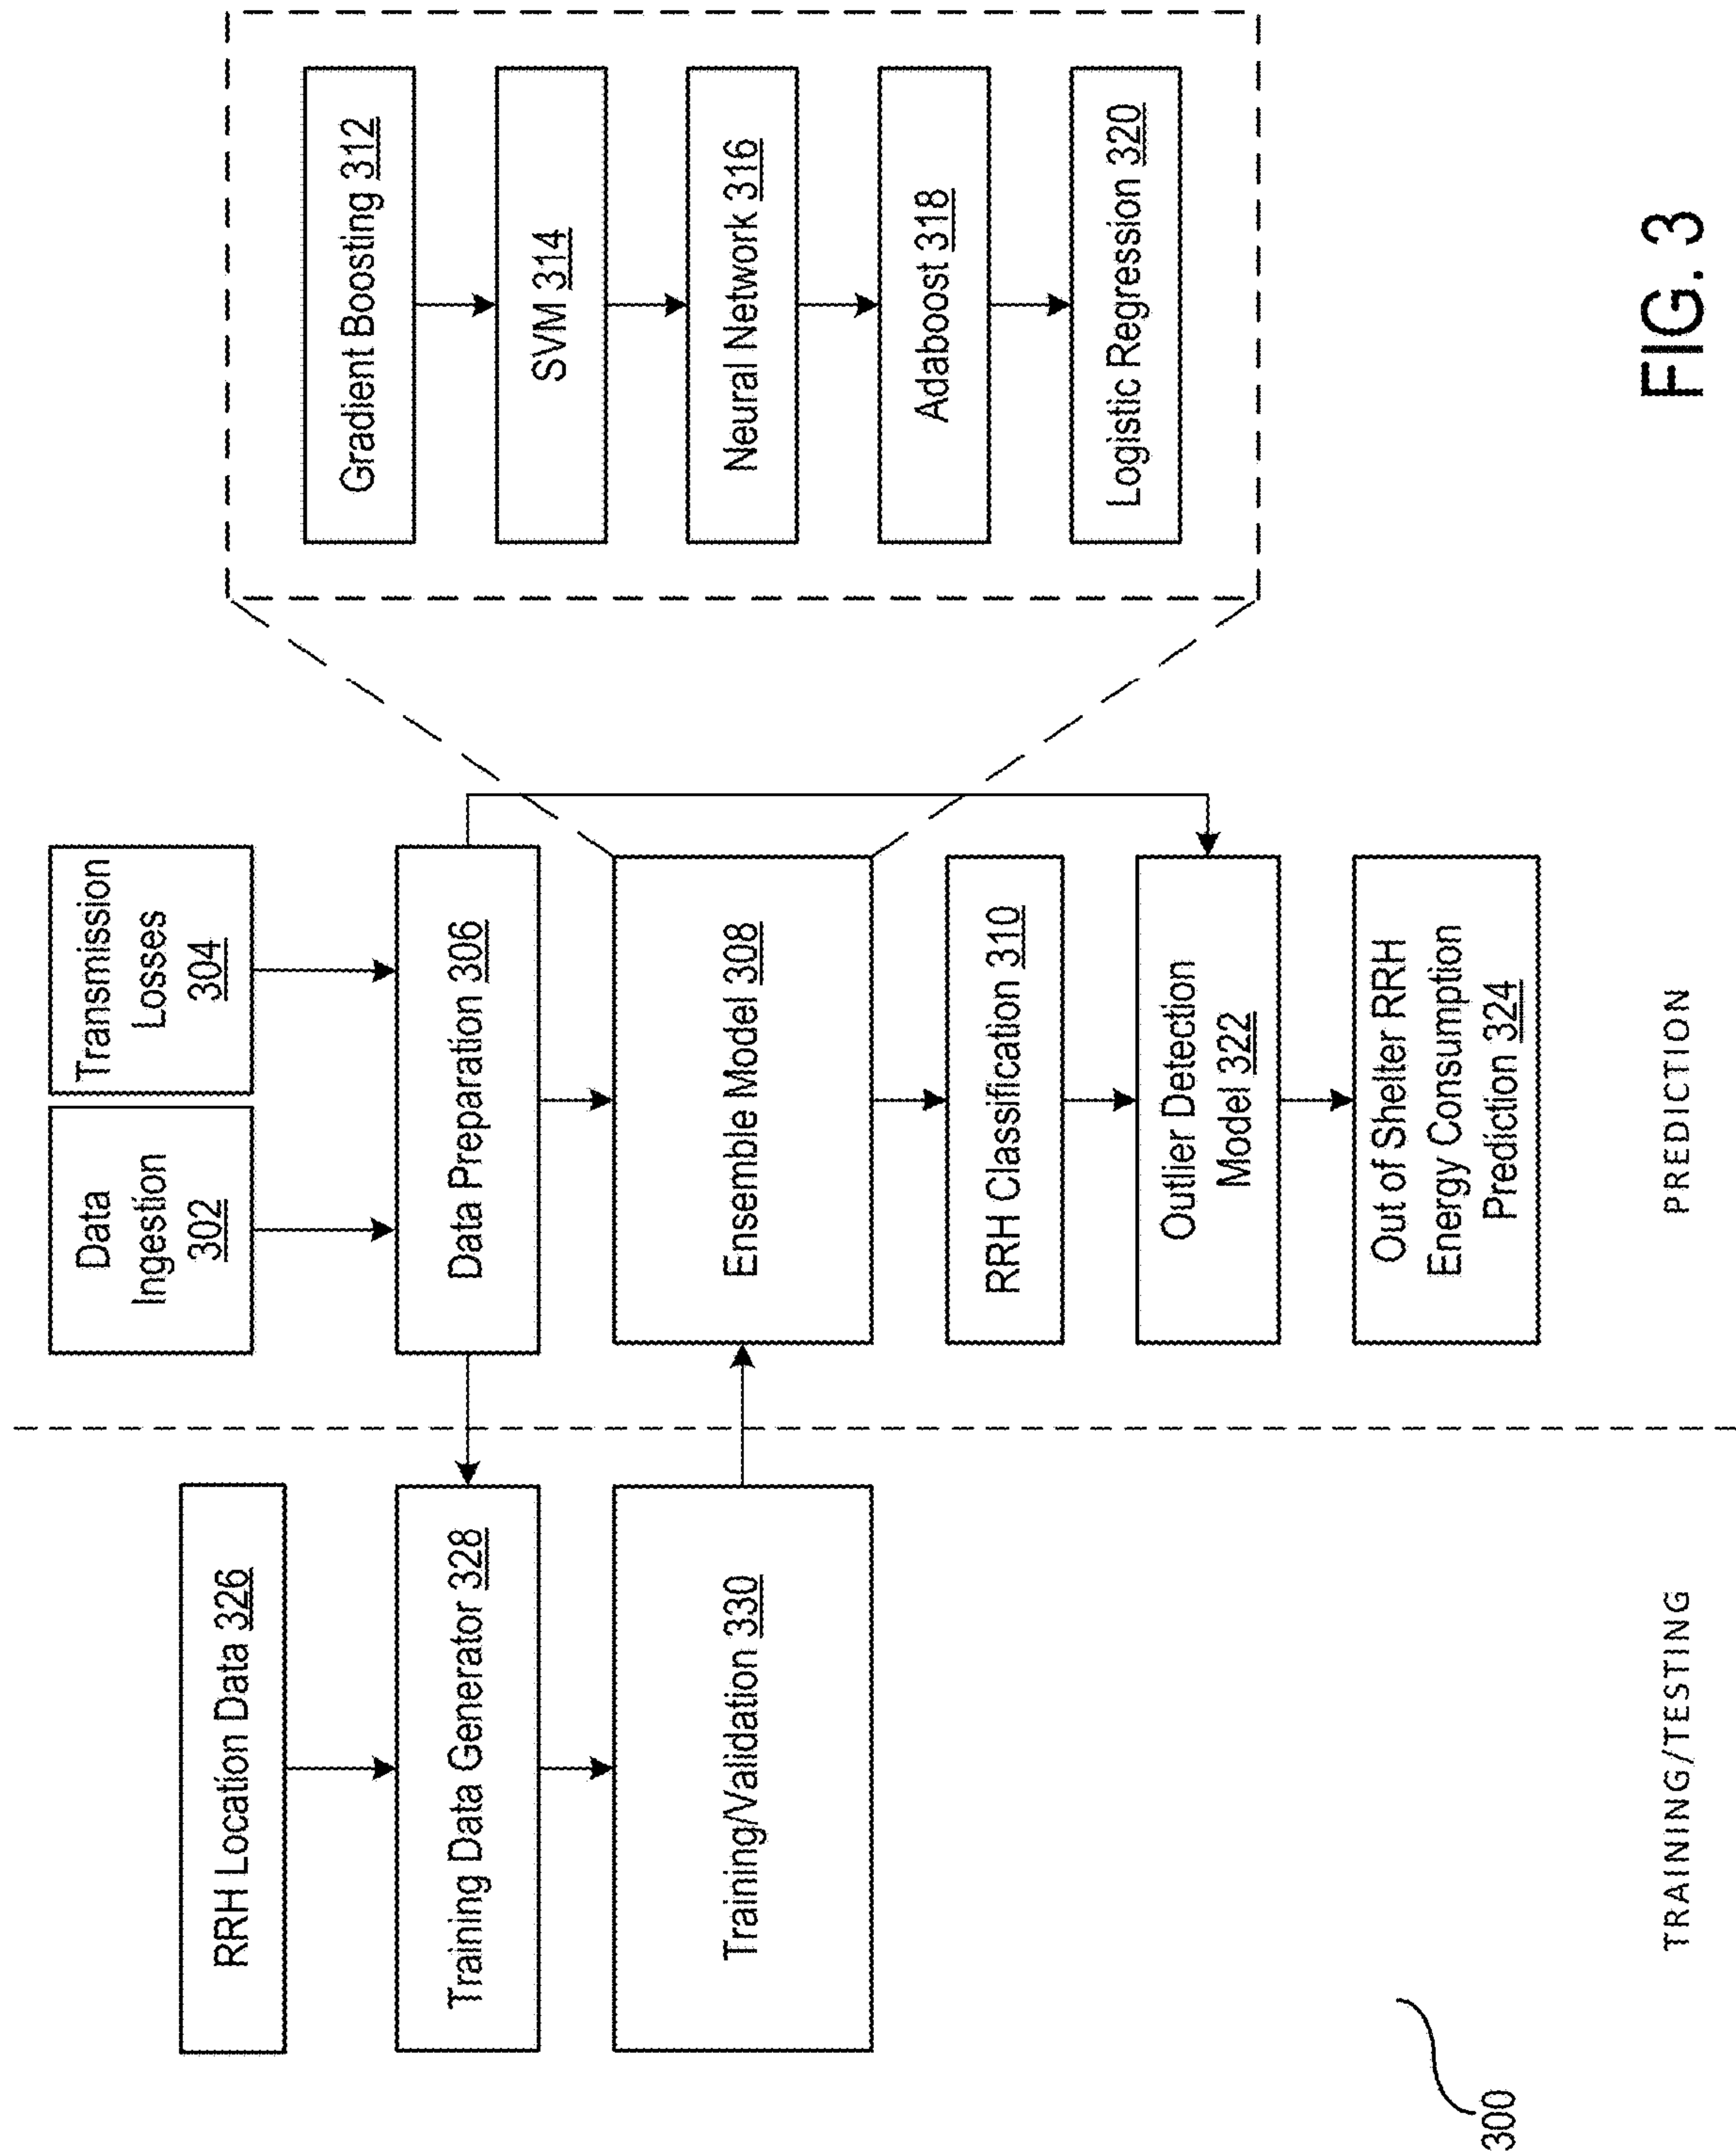 RRH Location Data 326
Training Data Generator 328
Training/Validation 330
TRAINING/TESTING
300
Data
Ingestion
302
Transmission
Losses
304
Data Preparation 306
Ensemble Model 308
RRH Classification 310
Outlier Detection
Model 322
Out of Shelter RRH
Energy Consumption
Prediction 324
PREDICTION
Gradient Boosting 312
SVM 314
Neural Network 316
Adaboost 318
Logistic Regression 320
FIG. 3